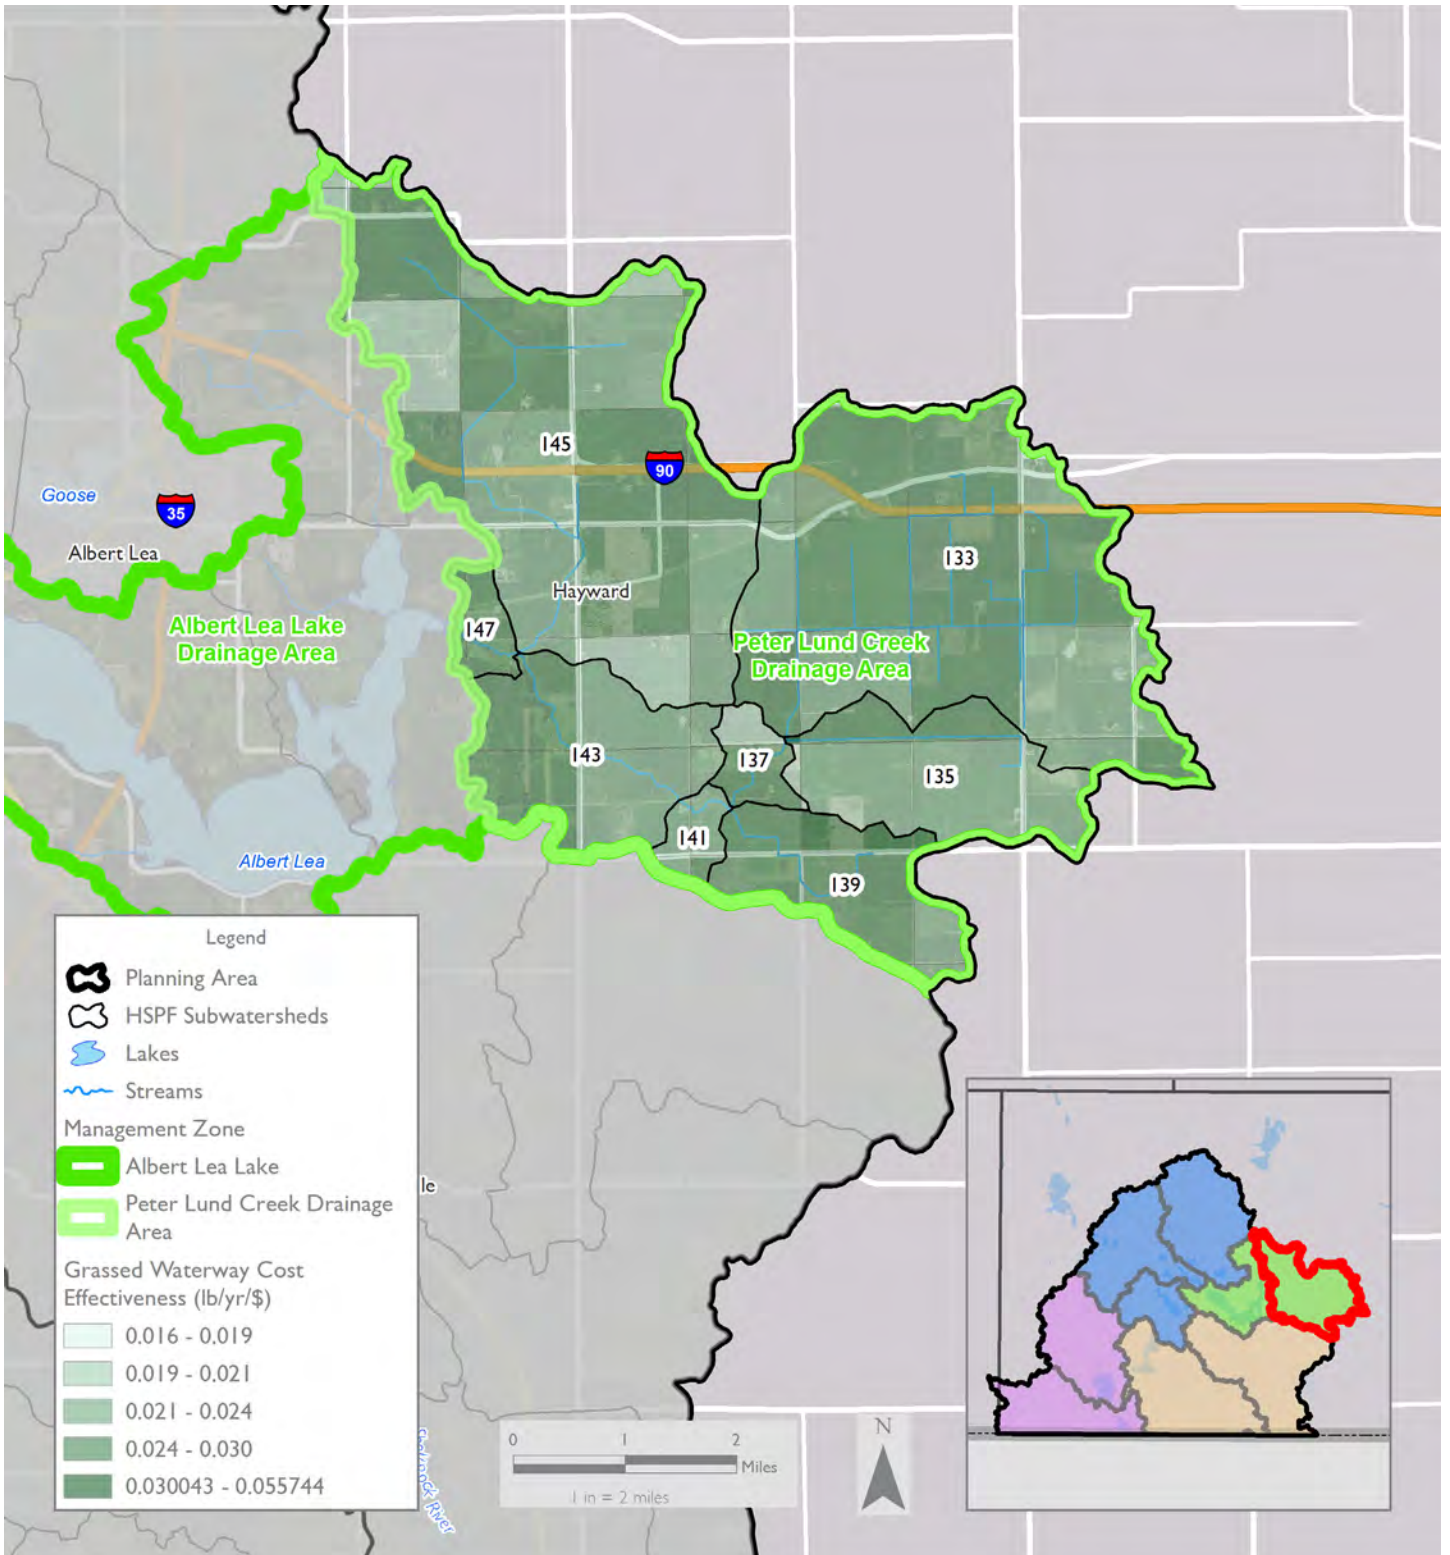 145
90
Goose
35
Albert Lea
133
Hayward
147
Albert Lea Lake
Drainage Area
Peter Lund Creek
Drainage Area
143
137
135
141
Albert Lea
139
Legend
Planning Area
HSPF Subwatersheds
Lakes
Streams
Management Zone
Albert Lea Lake
Peter Lund Creek Drainage
Area
Grassed Waterway Cost
Effectiveness (lb/yr/$)
0.016 - 0.019
0.019 - 0.021
0.021 - 0.024
0.024 - 0.030
0.030043 - 0.055744
le
River
0 1 2
Miles
1 in = 2 miles
N